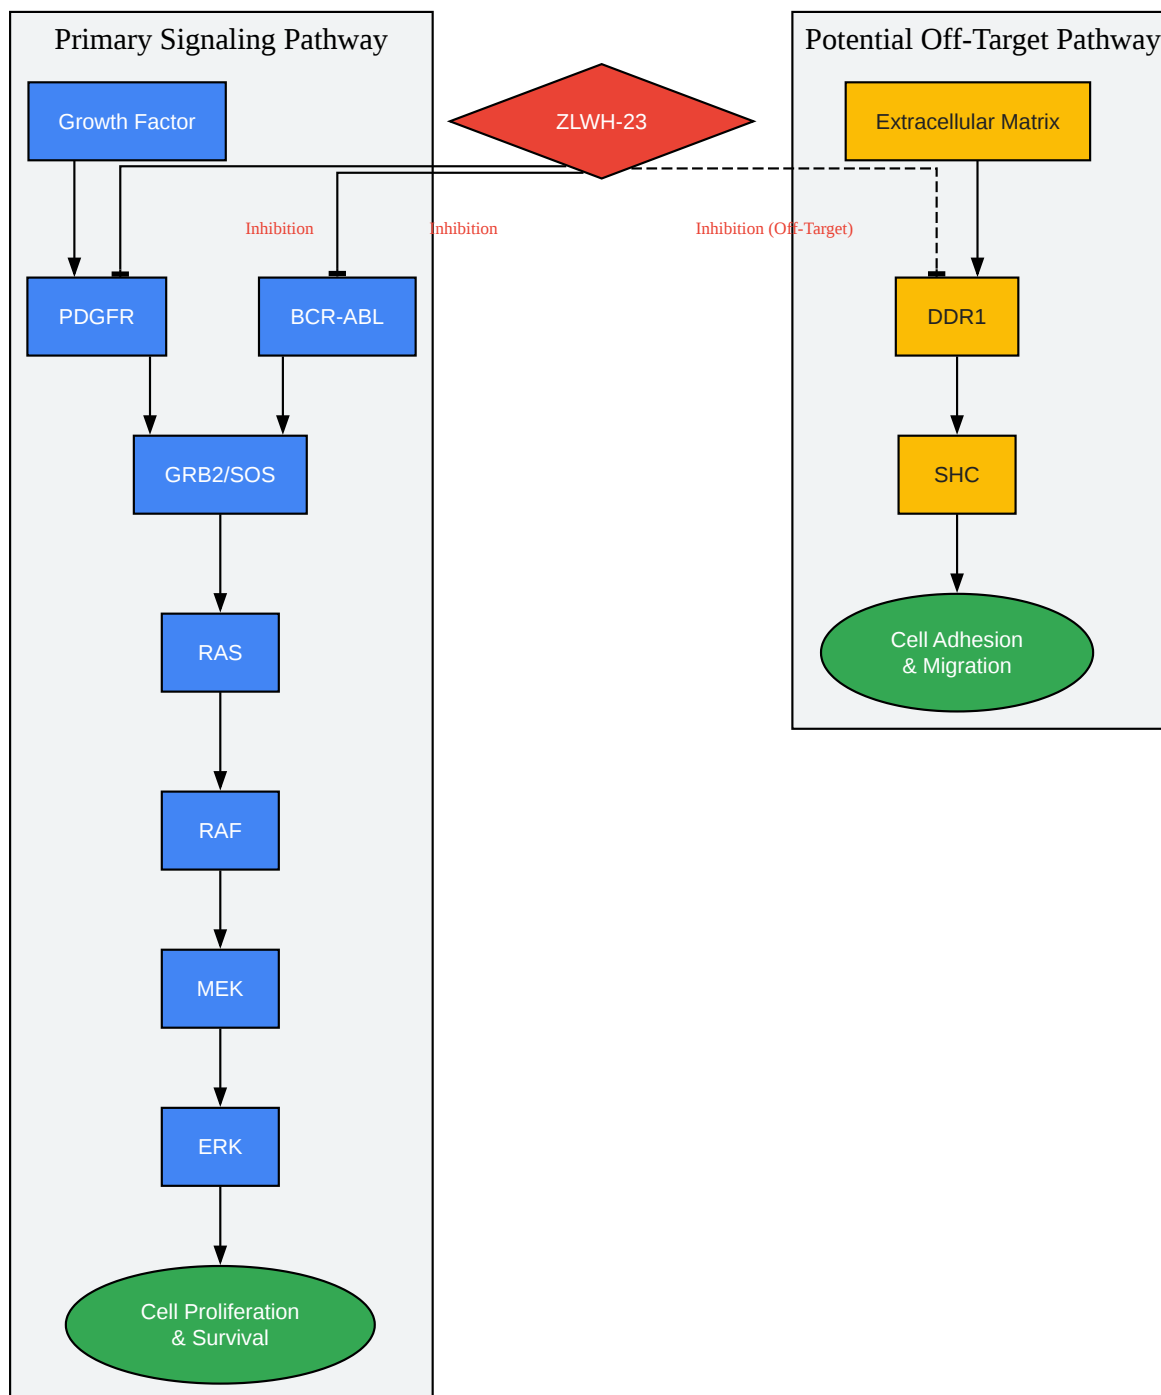 Primary Signaling Pathway
Potential Off-Target Pathway
Growth Factor
ZLWH-23
Extracellular Matrix
Inhibition
Inhibition
Inhibition (Off-Target)
PDGFR
BCR-ABL
DDR1
GRB2/SOS
SHC
RAS
Cell Adhesion
& Migration
RAF
MEK
ERK
Cell Proliferation
& Survival